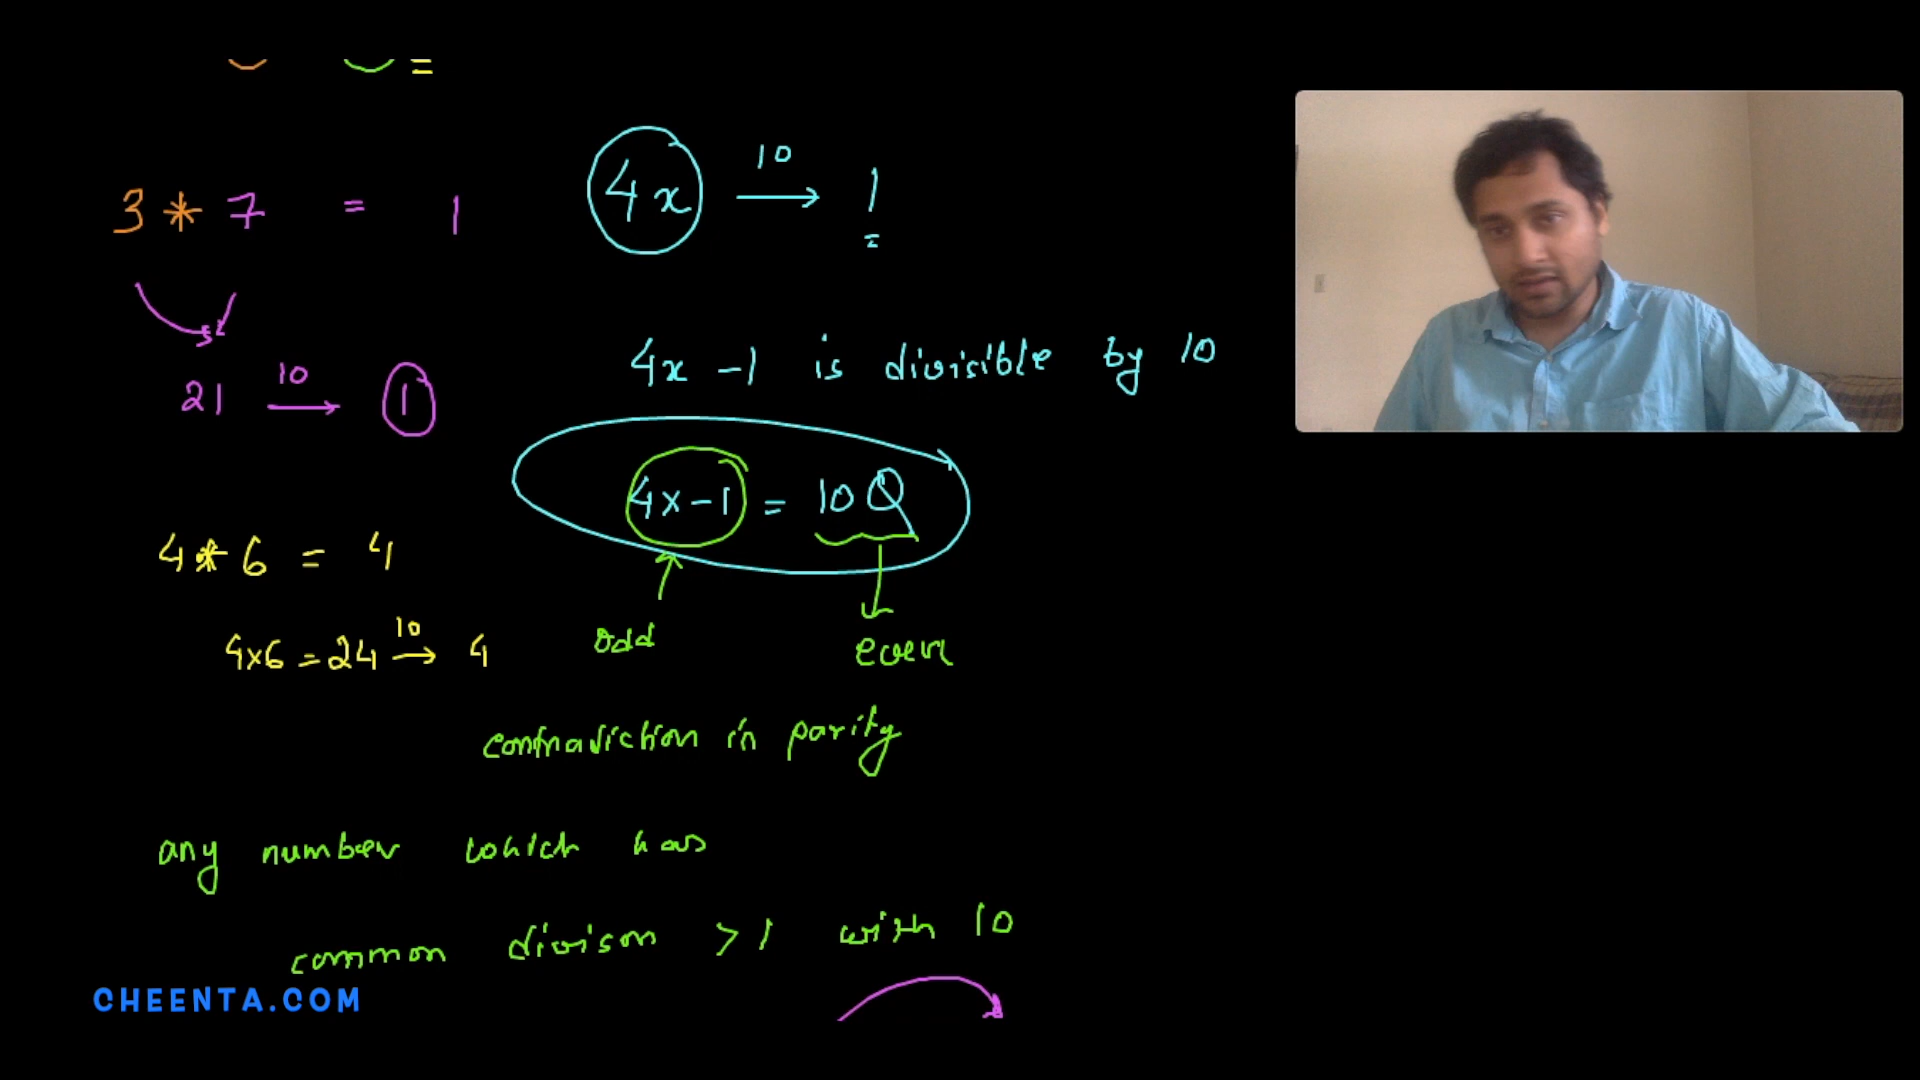 =
3 * 7 = 1
21 10→ 1
4 * 6 = 4
4x6 = 24 10→ 4
4x 10→ 1
=
4x - 1 is divisible by 10
4x - 1 = 10Q
odd
even
contradiction in parity
any number which has
common divison > 1 with 10
CHEENTA.COM